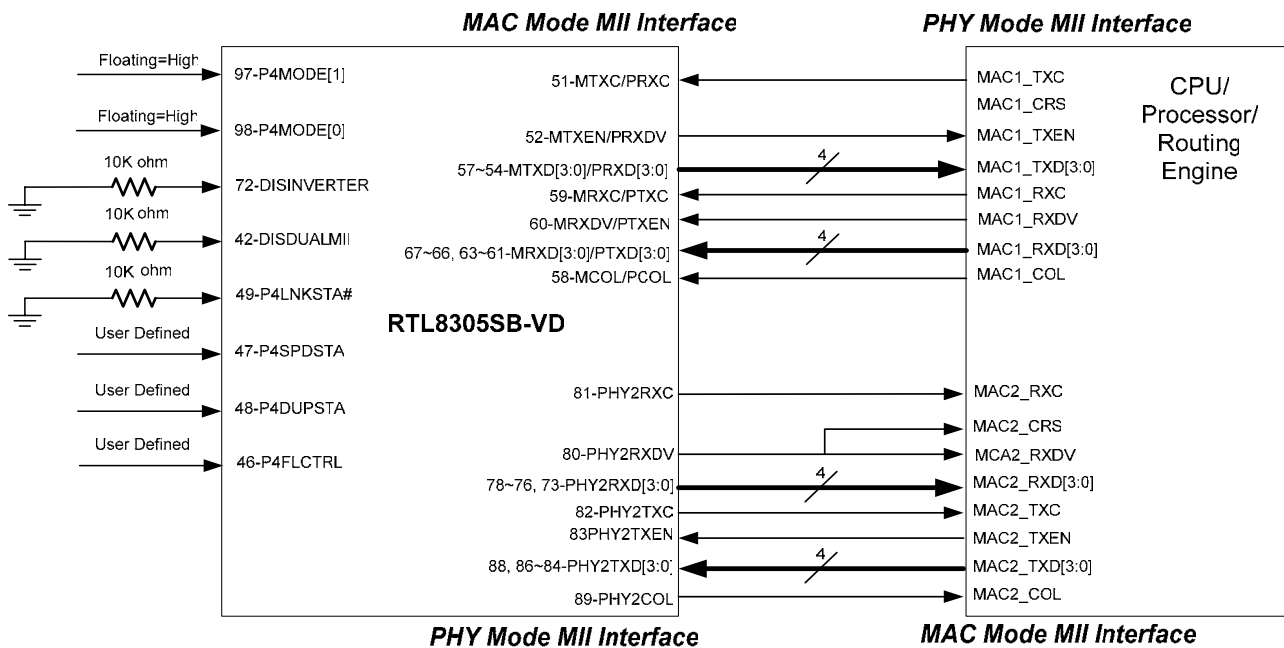 MAC Mode MII Interface
PHY Mode MII Interface
Floating=High
97-P4MODE[1]
Floating=High
98-P4MODE[0]
10K ohm
72-DISINVERTER
10K ohm
42-DISDUALMII
10K ohm
49-P4LNKSTA#
User Defined
47-P4SPDSTA
User Defined
48-P4DUPSTA
User Defined
46-P4FLCTRL
RTL8305SB-VD
51-MTXC/PRXC
52-MTXEN/PRXDV
57~54-MTXD[3:0]/PRXD[3:0]
59-MRXC/PTXC
60-MRXDV/PTXEN
67~66, 63~61-MRXD[3:0]/PTXD[3:0]
58-MCOL/PCOL
81-PHY2RXC
80-PHY2RXDV
78~76, 73-PHY2RXD[3:0]
82-PHY2TXC
83PHY2TXEN
88, 86~84-PHY2TXD[3:0]
89-PHY2COL
4
4
4
4
MAC1_TXC
MAC1_CRS
MAC1_TXEN
MAC1_TXD[3:0]
MAC1_RXC
MAC1_RXDV
MAC1_RXD[3:0]
MAC1_COL
MAC2_RXC
MAC2_CRS
MCA2_RXDV
MAC2_RXD[3:0]
MAC2_TXC
MAC2_TXEN
MAC2_TXD[3:0]
MAC2_COL
CPU/
Processor/
Routing
Engine
PHY Mode MII Interface
MAC Mode MII Interface